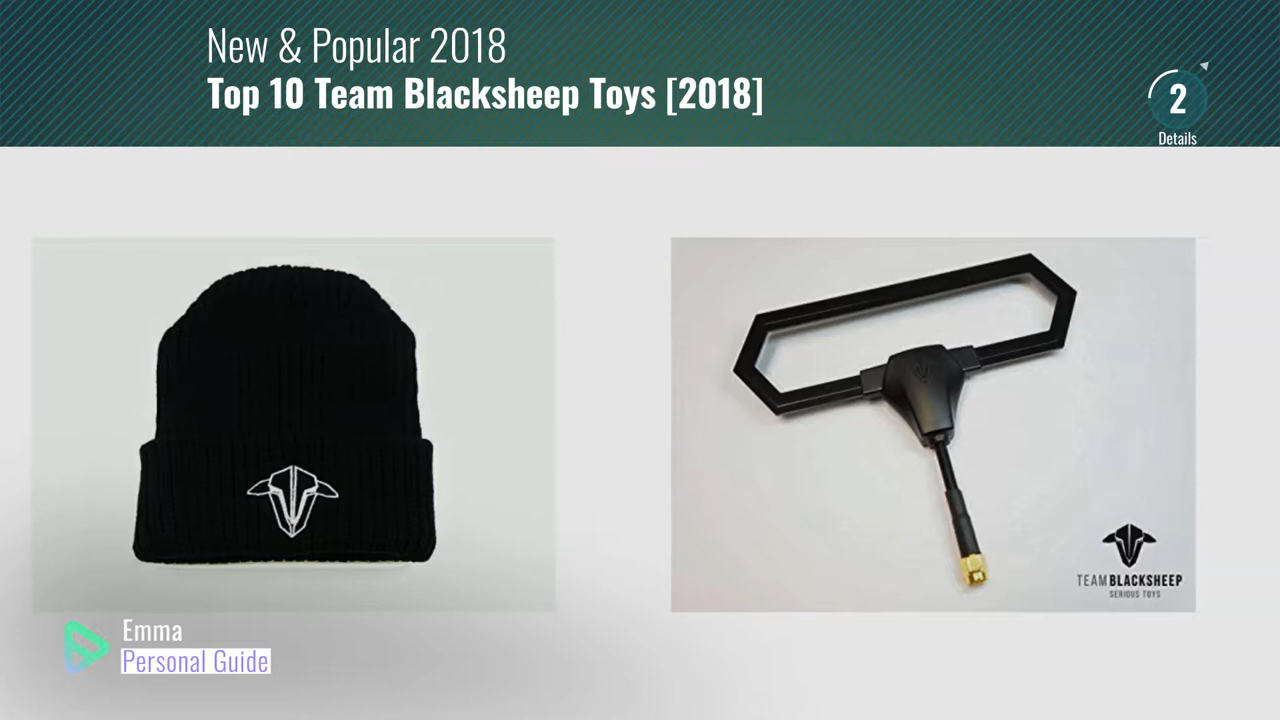 New & Popular 2018
Top 10 Team Blacksheep Toys [2018]
2
Details
TEAMBLACKSHEEP
SERIOUS TOYS
Emma
Personal Guide